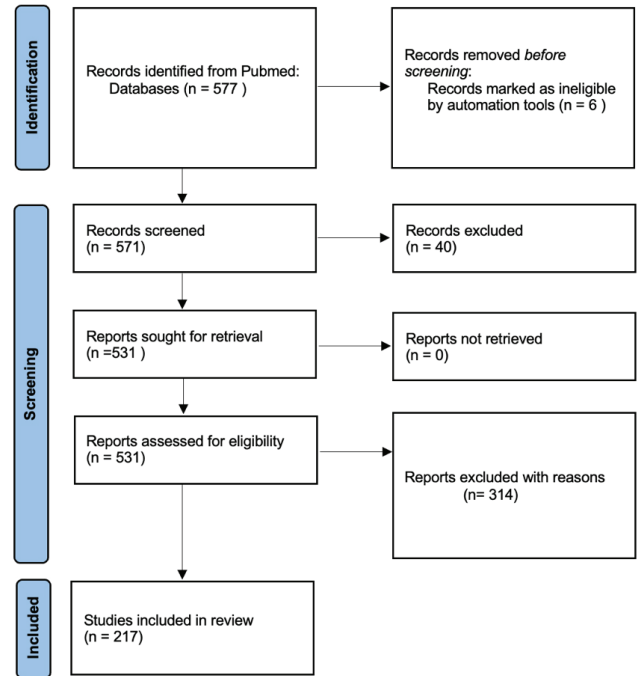 Identification
Records identified from Pubmed:
Databases (n = 577 )
Records removed before
screening:
Records marked as ineligible
by automation tools (n = 6 )
Screening
Records screened
(n = 571)
Records excluded
(n = 40)
Reports sought for retrieval
(n =531 )
Reports not retrieved
(n = 0)
Reports assessed for eligibility
(n = 531)
Reports excluded with reasons
(n= 314)
Included
Studies included in review
(n = 217)